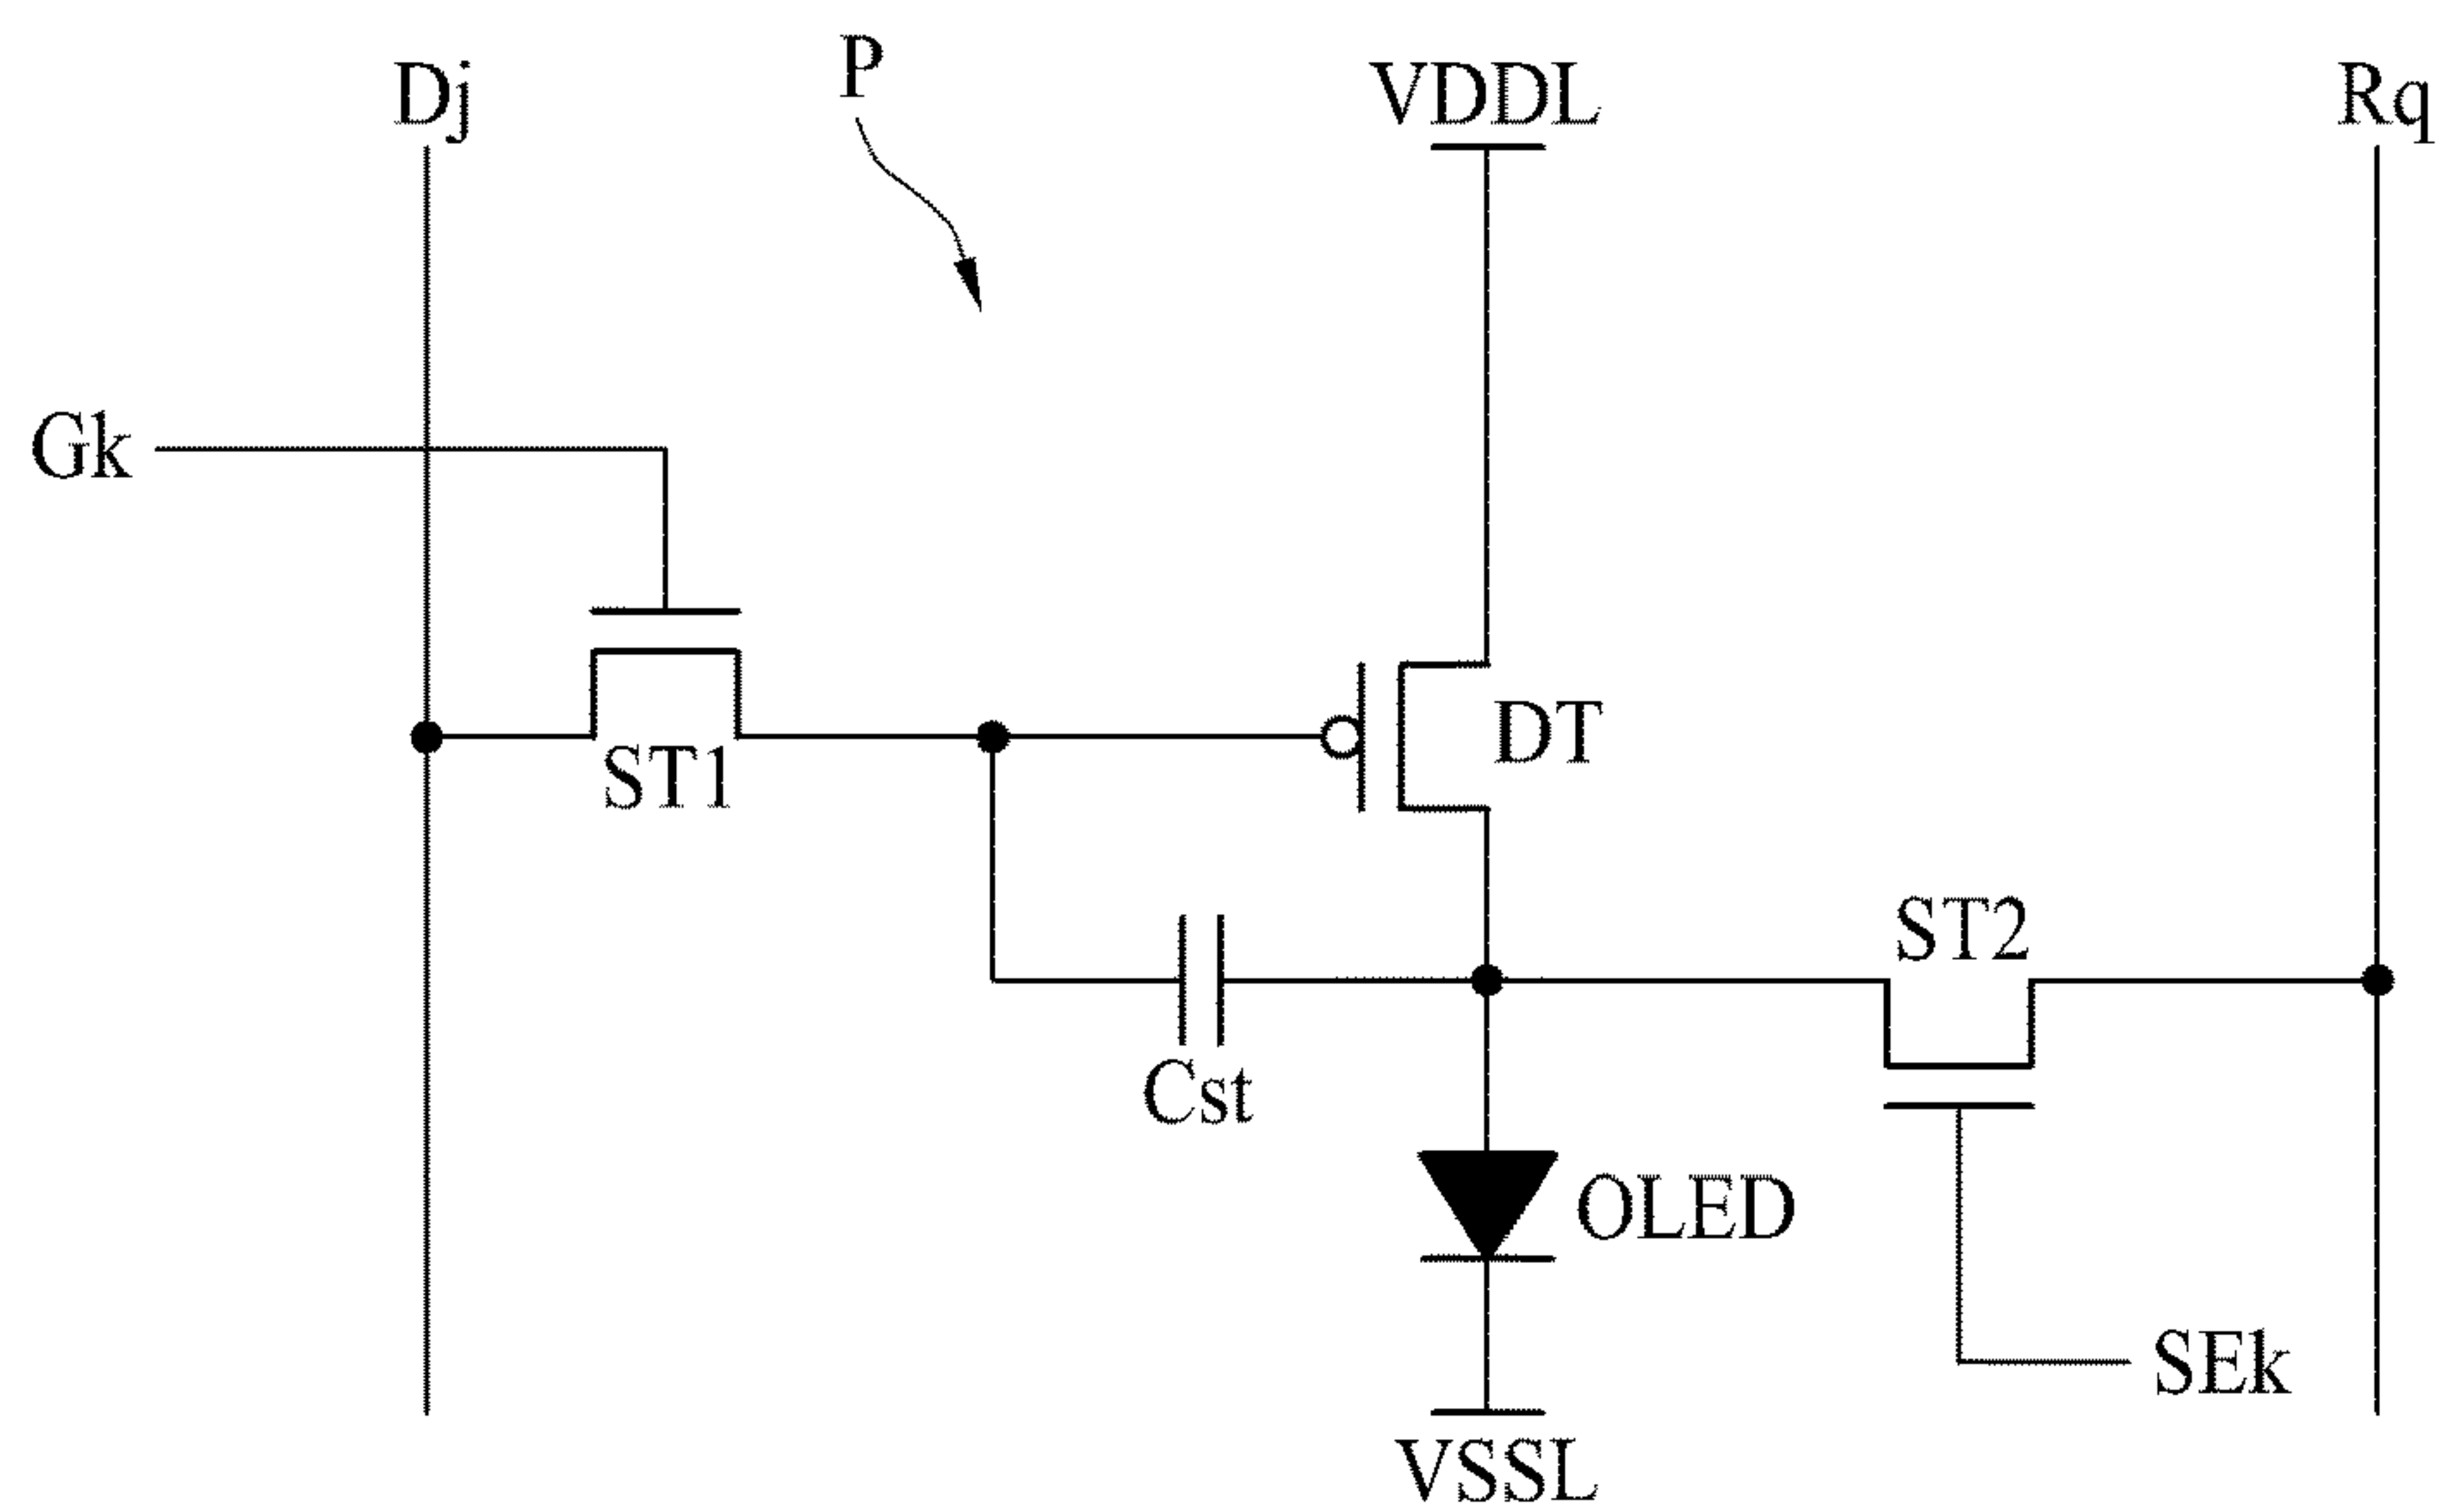 P
Dj
VDDL
Rq
Gk
DT
ST1
ST2
Cst
OLED
SEk
VSSL